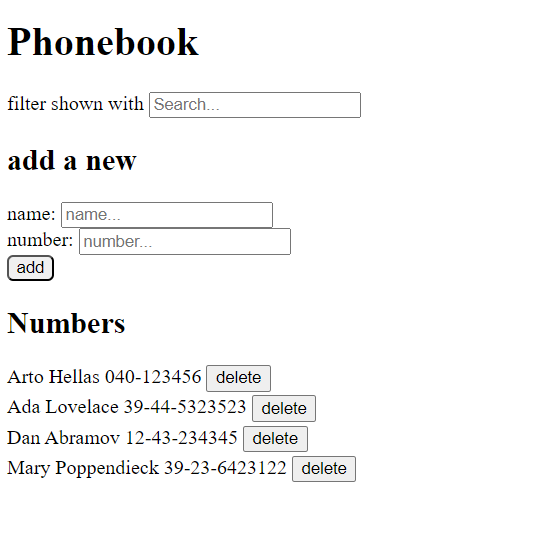 Phonebook
filter shown with Search...
add a new
name: name...
number: number...
add
Numbers
Arto Hellas 040-123456 delete
Ada Lovelace 39-44-5323523 delete
Dan Abramov 12-43-234345 delete
Mary Poppendieck 39-23-6423122 delete